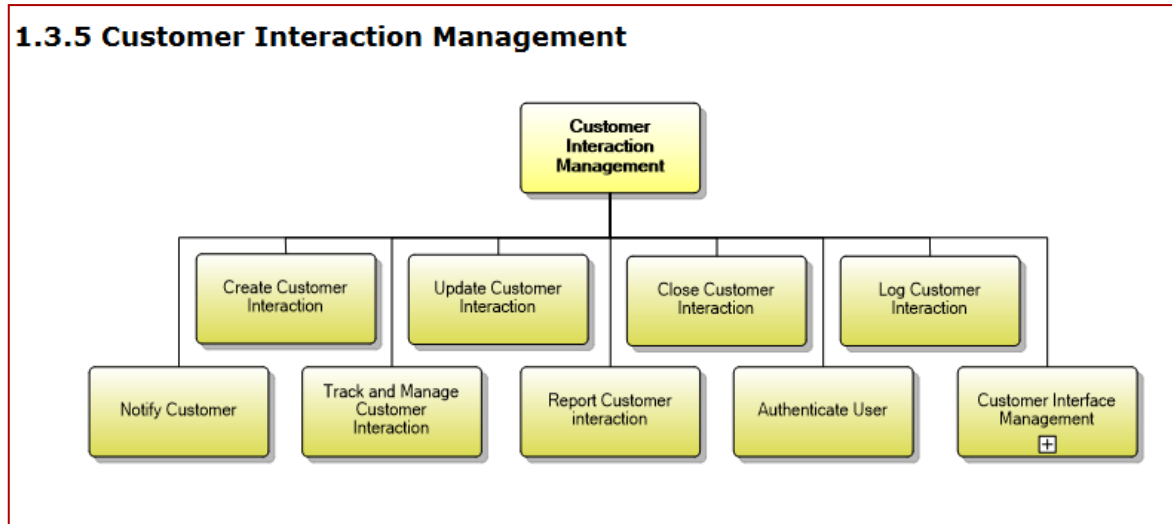 1.3.5 Customer Interaction Management
Customer
Interaction
Management
Create Customer
Interaction
Update Customer
Interaction
Close Customer
Interaction
Log Customer
Interaction
Notify Customer
Track and Manage
Customer
Interaction
Report Customer
interaction
Authenticate User
Customer Interface
Management